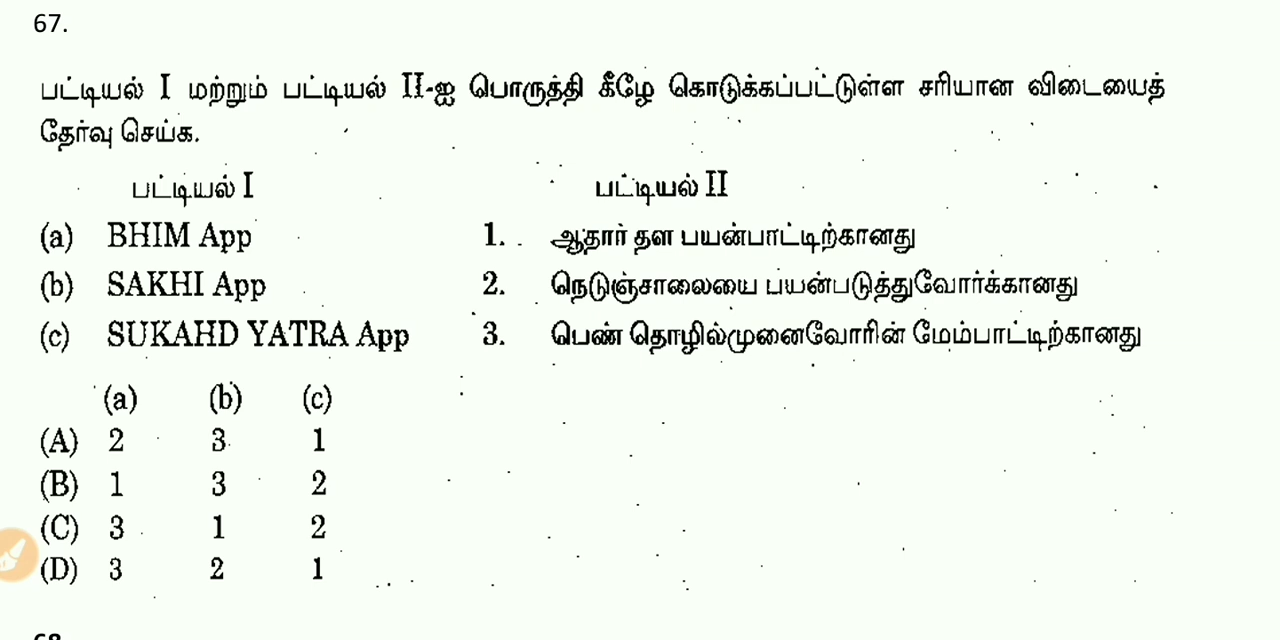 67.
பட்டியல் I மற்றும் பட்டியல் II-ஐ பொருத்தி கீழே கொடுக்கப்பட்டுள்ள சரியான விடையைத்
தேர்வு செய்க.
பட்டியல் I பட்டியல் II
(a) BHIM App 1. ஆதார் தள பயன்பாட்டிற்கானது
(b) SAKHI App 2. நெடுஞ்சாலையை பயன்படுத்துவோர்க்கானது
(c) SUKAHD YATRA App 3. பெண் தொழில்முனைவோரின் மேம்பாட்டிற்கானது
(a) (b) (c)
(A) 2 3 1
(B) 1 3 2
(C) 3 1 2
(D) 3 2 1